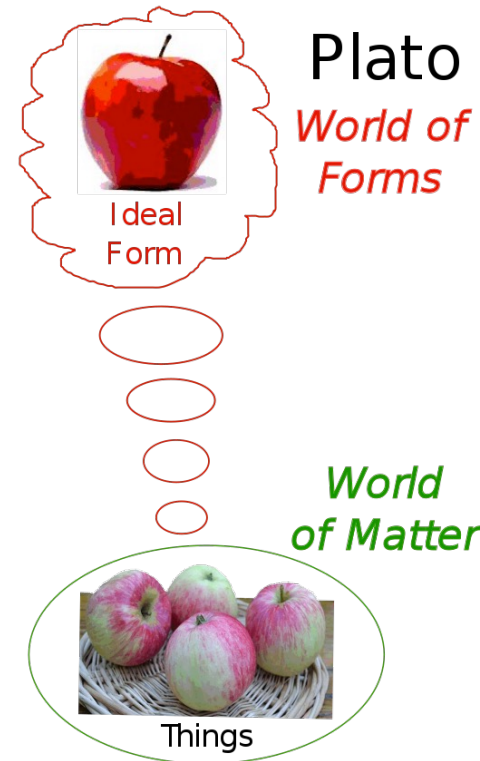 Plato
World of
Forms
Ideal
Form
World
of Matter
Things